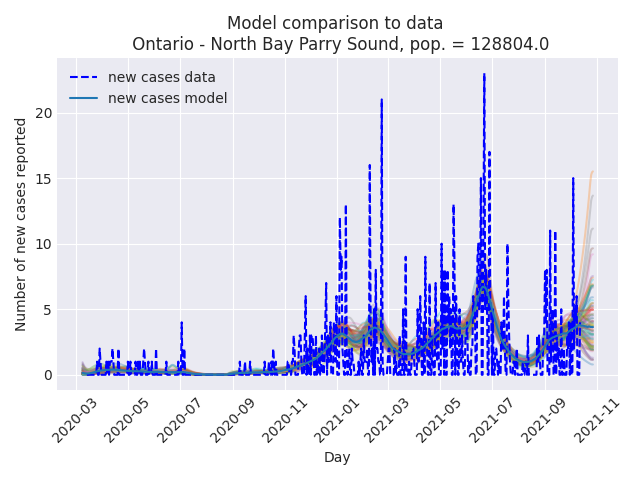 Model comparison to data
Ontario - North Bay Parry Sound, pop. = 128804.0
new cases data
new cases model
Number of new cases reported
20
15
10
5
0
2020-03
2020-05
2020-07
2020-09
2020-11
2021-01
2021-03
2021-05
2021-07
2021-09
2021-11
Day